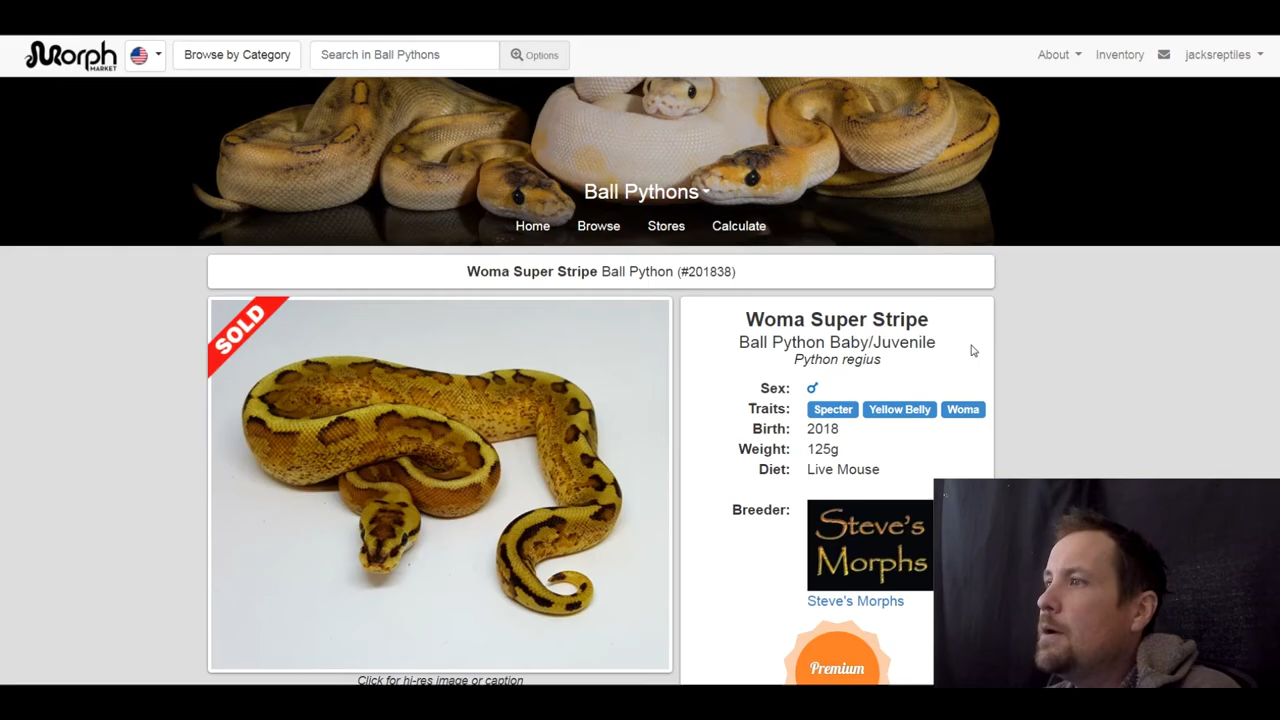 Morph
MARKET
Browse by Category
Search in Ball Pythons
Options
About
Inventory
jacksreptiles
Ball Pythons
Home
Browse
Stores
Calculate
Woma Super Stripe Ball Python (#201838)
SOLD
Click for hi-res image or caption
Woma Super Stripe
Ball Python Baby/Juvenile
Python regius
Sex: ♂
Traits: Specter Yellow Belly Woma
Birth: 2018
Weight: 125g
Diet: Live Mouse
Breeder:
Steve's
Morphs
Steve's Morphs
Premium